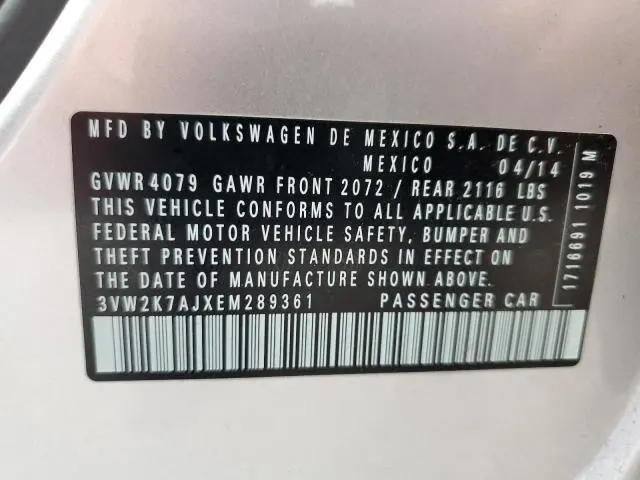 MFD BY VOLKSWAGEN DE MEXICO S.A. DE C.V.
MEXICO 04/14
GVWR 4079 GAWR FRONT 2072 / REAR 2116 LBS
THIS VEHICLE CONFORMS TO ALL APPLICABLE U.S.
FEDERAL MOTOR VEHICLE SAFETY, BUMPER AND
THEFT PREVENTION STANDARDS IN EFFECT ON
THE DATE OF MANUFACTURE SHOWN ABOVE.
3VW2K7AJXEM289361 PASSENGER CAR
1716691 1019 M